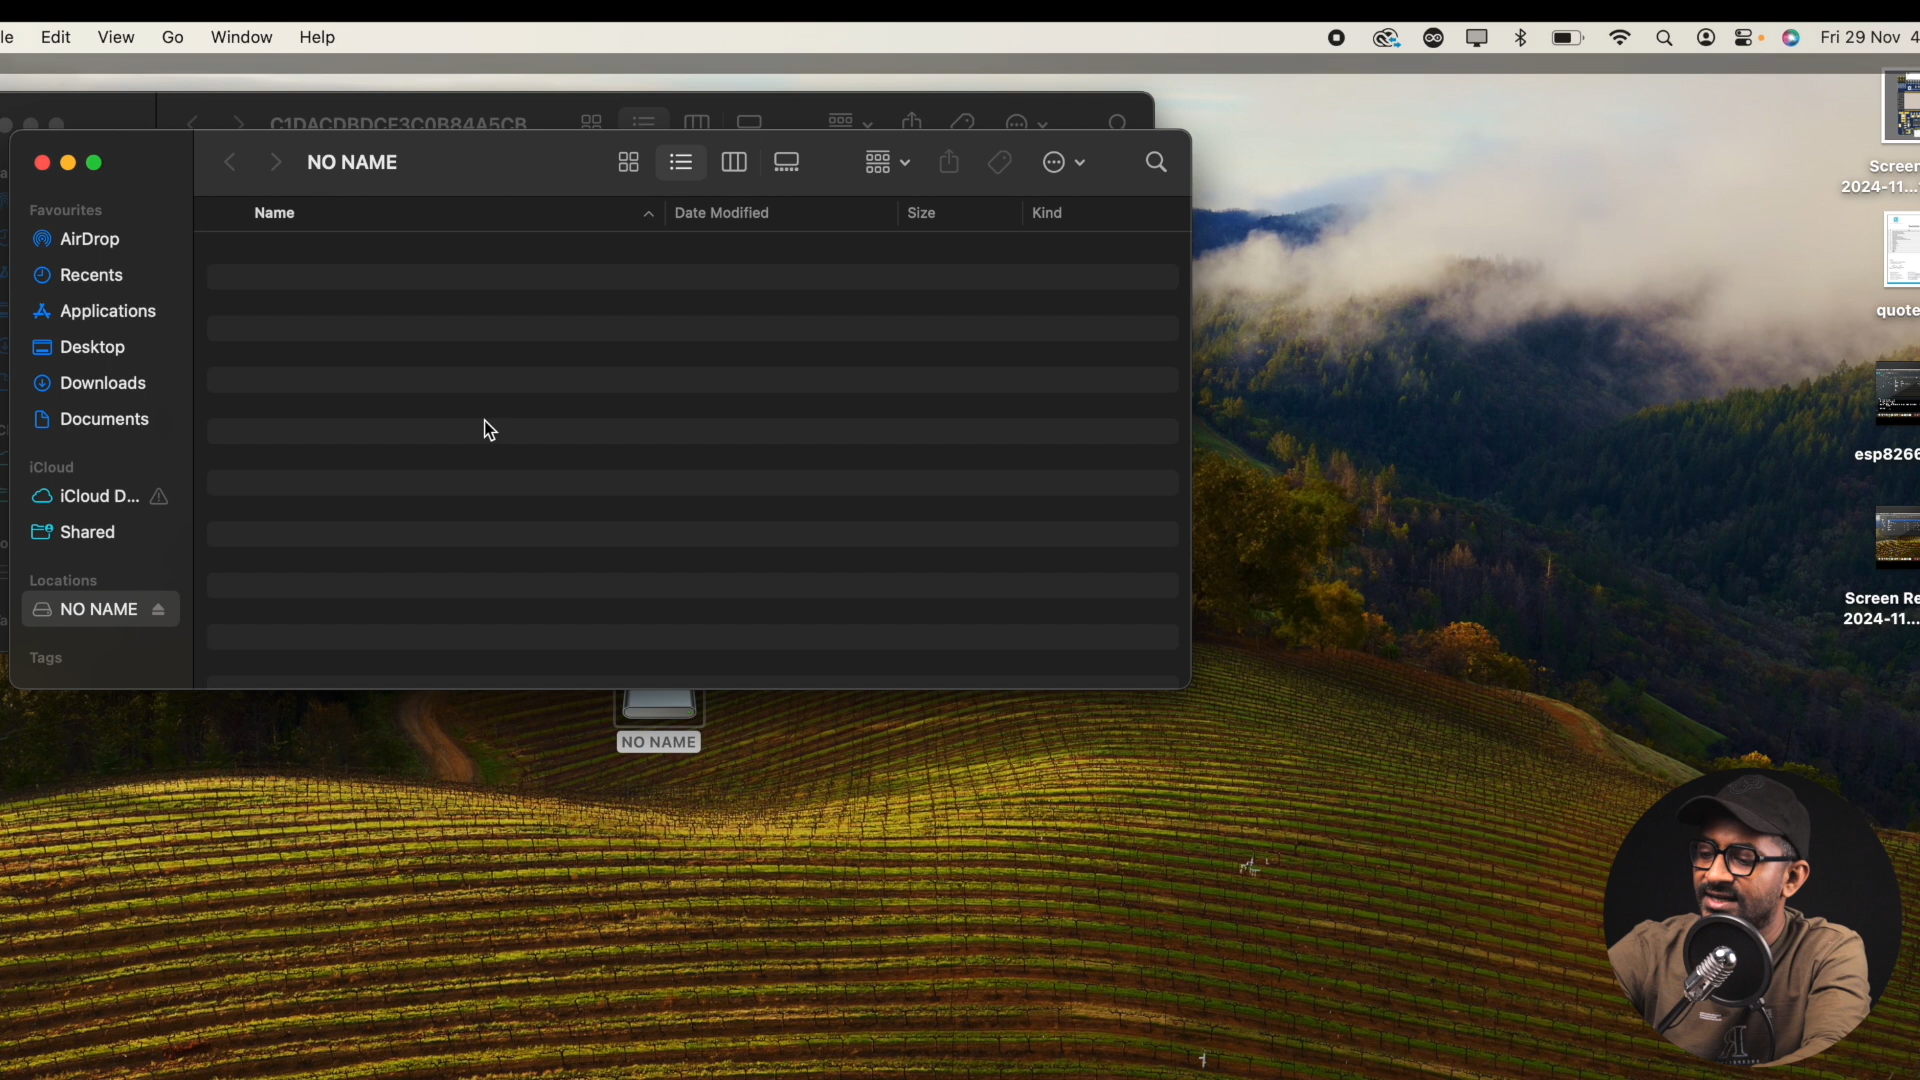 le Edit View Go Window Help
Fri 29 Nov 4
C1DACDBDCF3C0B84A5CB
NO NAME
Name Date Modified Size Kind
Favourites
AirDrop
Recents
Applications
Desktop
Downloads
Documents
iCloud
iCloud D...
Shared
Locations
NO NAME
Tags
NO NAME
Screen
2024-11...
quote
esp8266
Screen Re
2024-11...